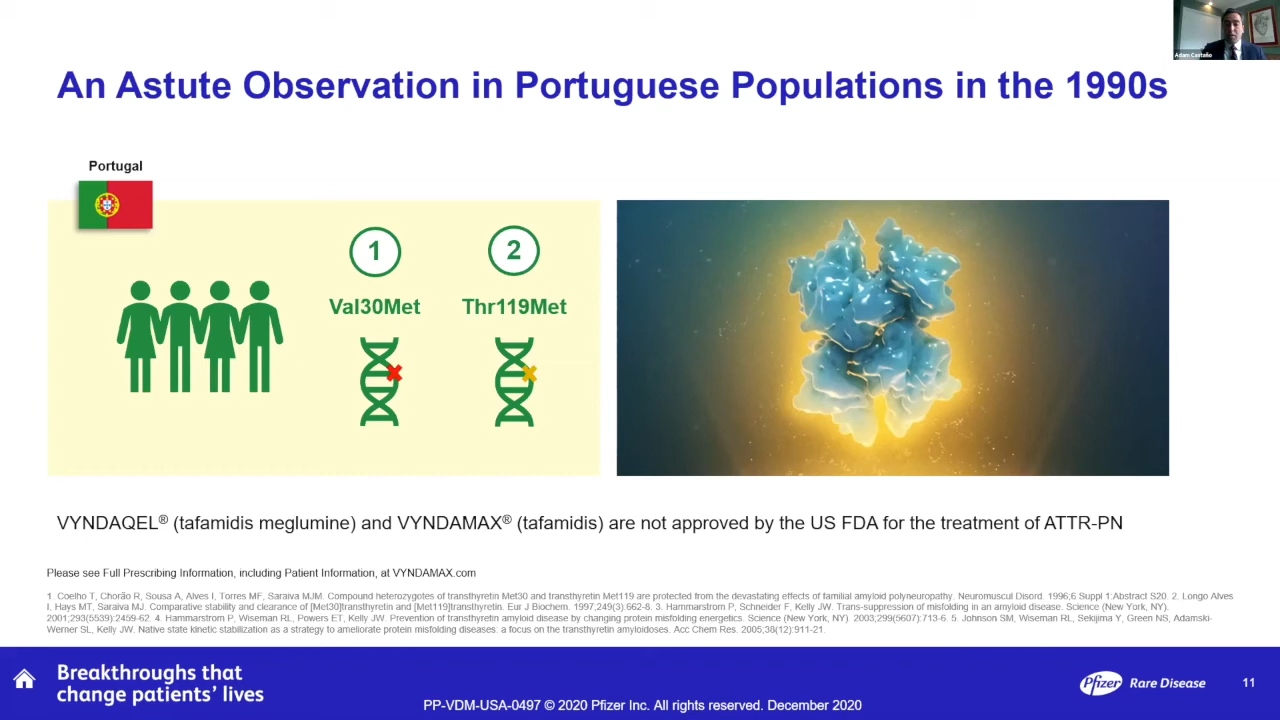 Adam Castaño
An Astute Observation in Portuguese Populations in the 1990s
Portugal
1
2
Val30Met
Thr119Met
VYNDAQEL® (tafamidis meglumine) and VYNDAMAX® (tafamidis) are not approved by the US FDA for the treatment of ATTR-PN
Please see Full Prescribing Information, including Patient Information, at VYNDAMAX.com
1. Coelho T, Chorão R, Sousa A, Alves I, Torres MF, Saraiva MJM. Compound heterozygotes of transthyretin Met30 and transthyretin Met119 are protected from the devastating effects of familial amyloid polyneuropathy. Neuromuscul Disord. 1996;6 Suppl 1:Abstract S20. 2. Longo Alves
I, Hays MT, Saraiva MJ. Comparative stability and clearance of [Met30]transthyretin and [Met119]transthyretin. Eur J Biochem. 1997;249(3):662-8. 3. Hammarstrom P, Schneider F, Kelly JW. Trans-suppression of misfolding in an amyloid disease. Science (New York, NY).
2001;293(5539):2459-62. 4. Hammarstrom P, Wiseman RL, Powers ET, Kelly JW. Prevention of transthyretin amyloid disease by changing protein misfolding energetics. Science (New York, NY). 2003;299(5607):713-6. 5. Johnson SM, Wiseman RL, Sekijima Y, Green NS, Adamski-
Werner SL, Kelly JW. Native state kinetic stabilization as a strategy to ameliorate protein misfolding diseases: a focus on the transthyretin amyloidoses. Acc Chem Res. 2005;38(12):911-21.
Breakthroughs that
change patients' lives
PP-VDM-USA-0497 © 2020 Pfizer Inc. All rights reserved. December 2020
Pfizer Rare Disease
11